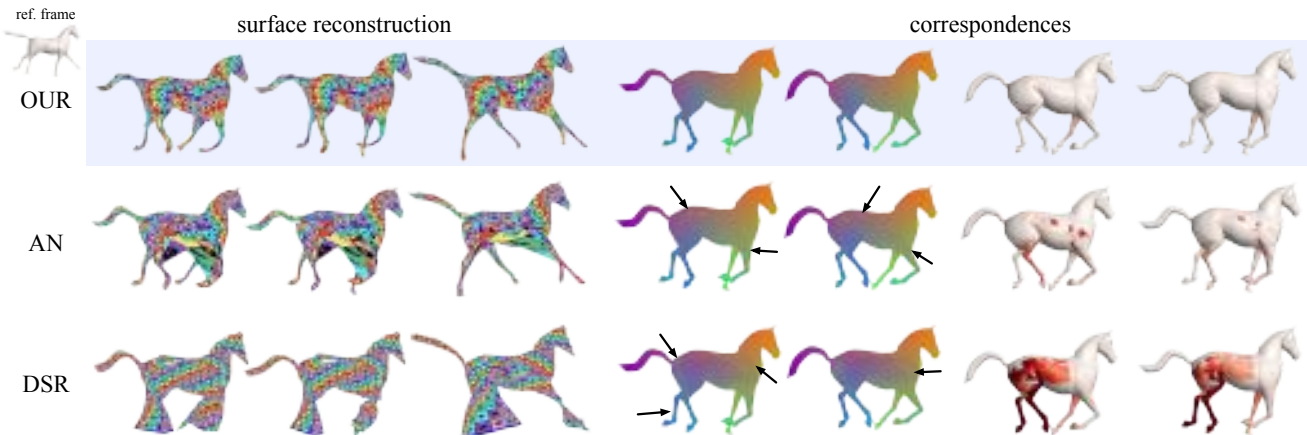 ref. frame
surface reconstruction
correspondences
OUR
AN
DSR